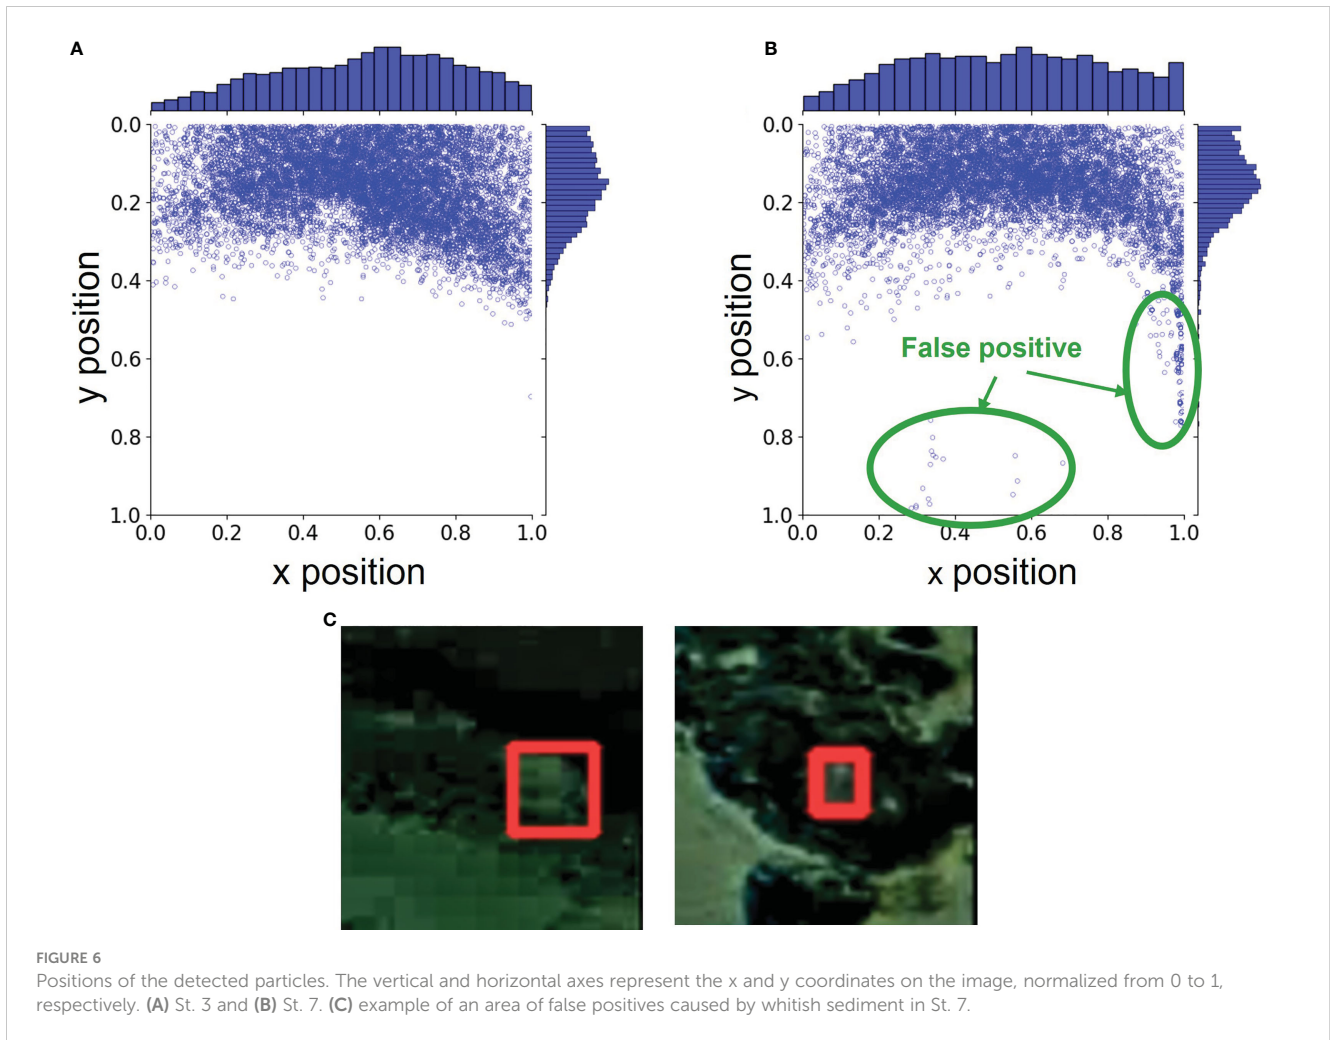 A
B
0.0
0.2
0.4
0.6
0.8
1.0
y position
0.0 0.2 0.4 0.6 0.8 1.0
x position
0.0
0.2
0.4
0.6
0.8
1.0
y position
False positive
0.0 0.2 0.4 0.6 0.8 1.0
x position
C
FIGURE 6
Positions of the detected particles. The vertical and horizontal axes represent the x and y coordinates on the image, normalized from 0 to 1,
respectively. (A) St. 3 and (B) St. 7. (C) example of an area of false positives caused by whitish sediment in St. 7.